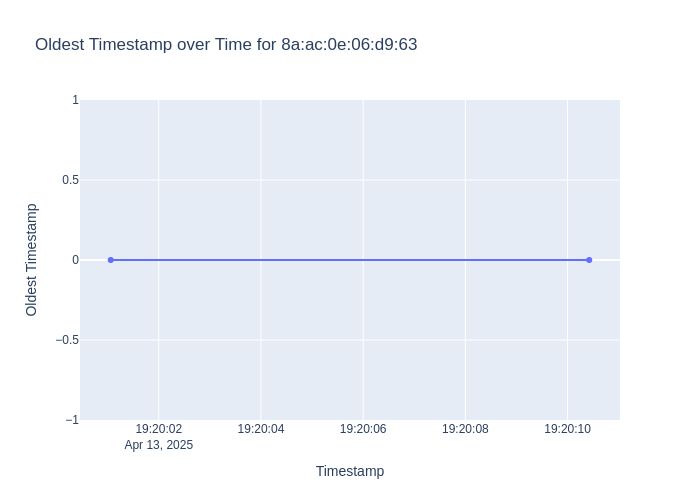 Oldest Timestamp over Time for 8a:ac:0e:06:d9:63
1
0.5
0
−0.5
−1
Oldest Timestamp
19:20:02
Apr 13, 2025
19:20:04
19:20:06
19:20:08
19:20:10
Timestamp